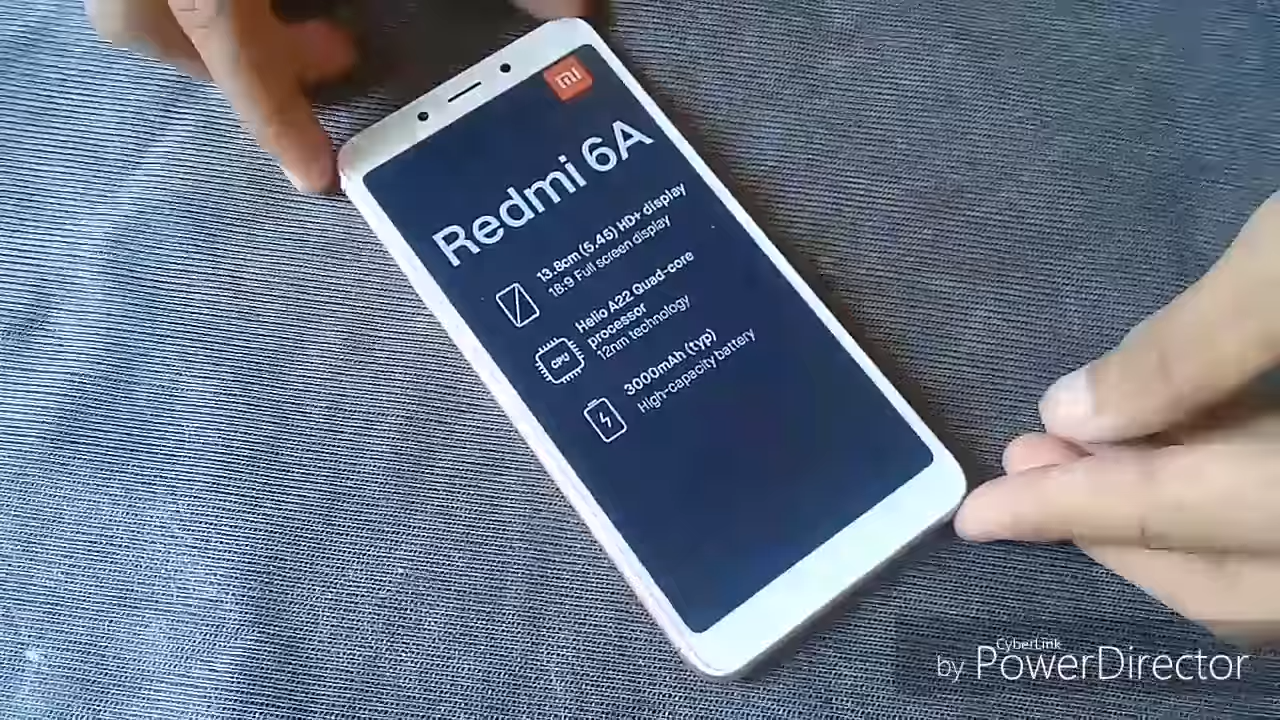 mi
Redmi 6A
13.8cm (5.45) HD+ display
18:9 Full screen display
Helio A22 Quad-core
processor
12nm technology
CPU
3000mAh (typ)
High-capacity battery
CyberLink
by PowerDirector